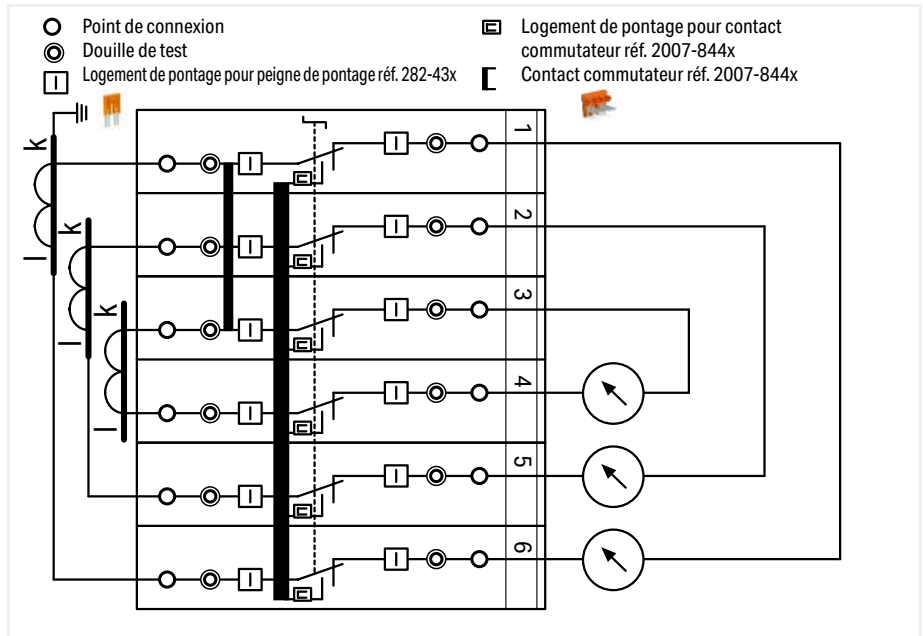 Point de connexion
Douille de test
Logement de pontage pour peigne de pontage réf. 282-43x
Logement de pontage pour contact
commutateur réf. 2007-844x
Contact commutateur réf. 2007-844x
k
l
k
l
k
l
1
2
3
4
5
6